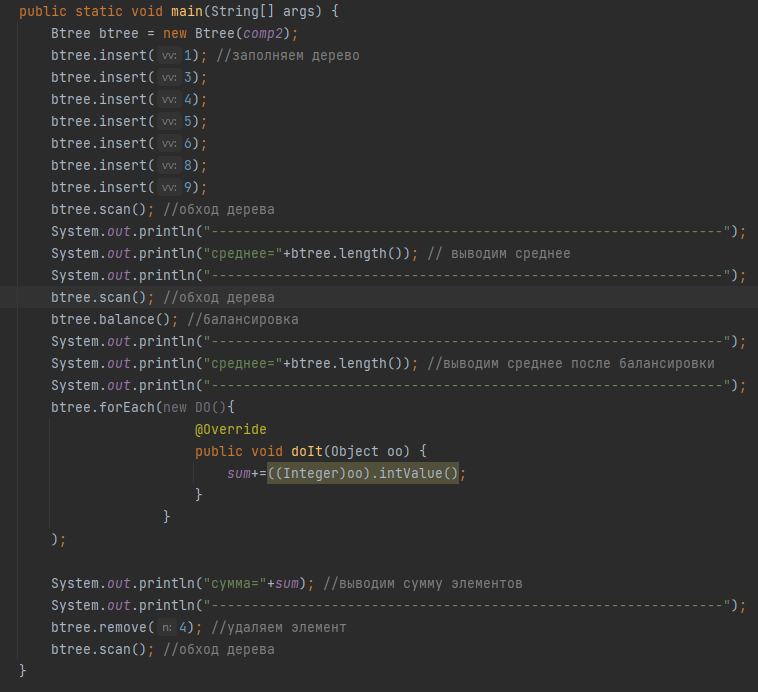 public static void main(String[] args) {
Btree btree = new Btree(comp2);
btree.insert( vv: 1); //заполняем дерево
btree.insert( vv: 3);
btree.insert( vv: 4);
btree.insert( vv: 5);
btree.insert( vv: 6);
btree.insert( vv: 8);
btree.insert( vv: 9);
btree.scan(); //обход дерева
System.out.println("----------------------------------------------------------------");
System.out.println("среднее="+btree.length()); // выводим среднее
System.out.println("----------------------------------------------------------------");
btree.scan(); //обход дерева
btree.balance(); //балансировка
System.out.println("----------------------------------------------------------------");
System.out.println("среднее="+btree.length()); //выводим среднее после балансировки
System.out.println("----------------------------------------------------------------");
btree.forEach(new DO(){
@Override
public void doIt(Object oo) {
sum+=((Integer)oo).intValue();
}
}
);
System.out.println("сумма="+sum); //выводим сумму элементов
System.out.println("----------------------------------------------------------------");
btree.remove( n: 4); //удаляем элемент
btree.scan(); //обход дерева
}